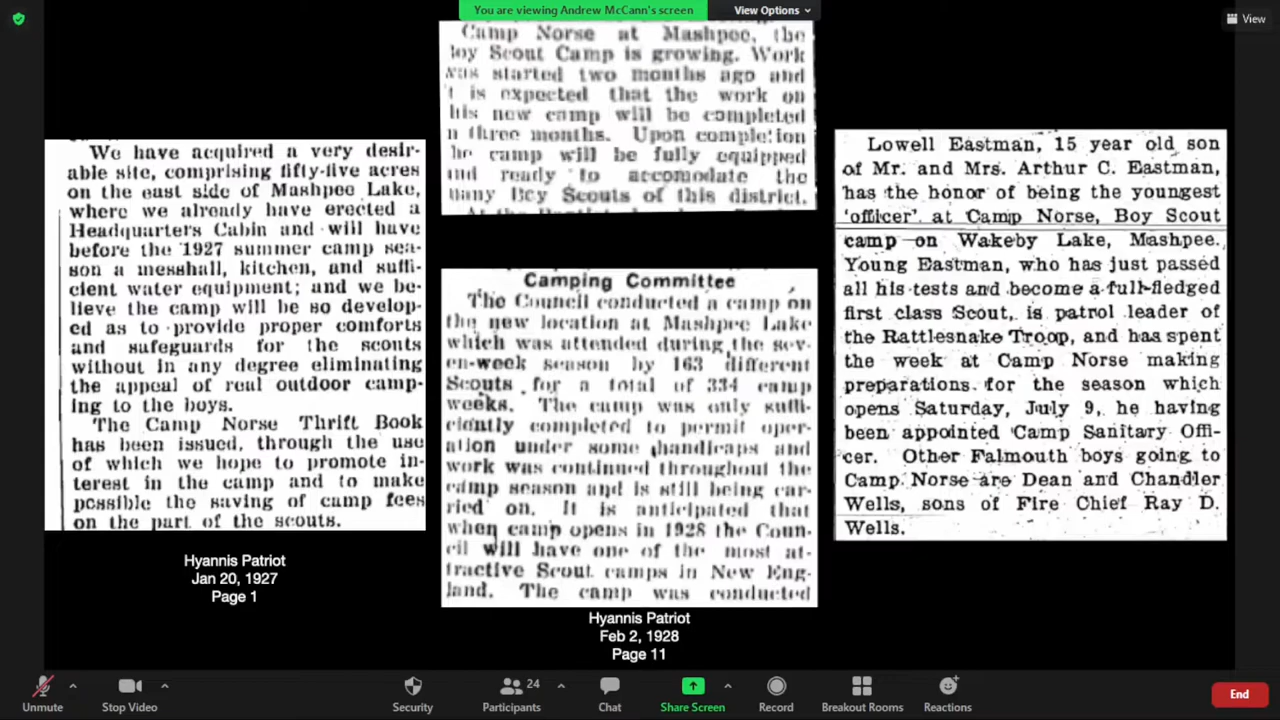 You are viewing Andrew McCann's screen
View Options
View
We have acquired a very desir-
able site, comprising fifty-five acres
on the east side of Mashpee Lake,
where we already have erected a
Headquarters Cabin and will have
before the 1927 summer camp sea-
son a messhall, kitchen, and suffi-
cient water equipment; and we be-
lieve the camp will be so develop-
ed as to provide proper comforts
and safeguards for the scouts
without in any degree eliminating
the appeal of real outdoor camp-
ing to the boys.
The Camp Norse Thrift Book
has been issued, through the use
of which we hope to promote in-
terest in the camp and to make
possible the saving of camp fees
on the part of the scouts.
Hyannis Patriot
Jan 20, 1927
Page 1
Camp Norse at Mashpee, the
Boy Scout Camp is growing. Work
was started two months ago and
it is expected that the work on
this new camp will be completed
in three months. Upon completion
the camp will be fully equipped
and ready to accomodate the
many Boy Scouts of this district.
Camping Committee
The Council conducted a camp on
the new location at Mashpee Lake
which was attended during the sev-
en-week season by 163 different
Scouts for a total of 334 camp
weeks. The camp was only suffi-
ciently completed to permit oper-
ation under some handicaps and
work was continued throughout the
camp season and is still being car-
ried on. It is anticipated that
when camp opens in 1928 the Coun-
cil will have one of the most at-
tractive Scout camps in New Eng-
land. The camp was conducted
Hyannis Patriot
Feb 2, 1928
Page 11
Lowell Eastman, 15 year old son
of Mr. and Mrs. Arthur C. Eastman,
has the honor of being the youngest
'officer' at Camp Norse, Boy Scout
camp on Wakeby Lake, Mashpee.
Young Eastman, who has just passed
all his tests and become a full-fledged
first class Scout, is patrol leader of
the Rattlesnake Troop, and has spent
the week at Camp Norse making
preparations for the season which
opens Saturday, July 9, he having
been appointed Camp Sanitary Offi-
cer. Other Falmouth boys going to
Camp Norse are Dean and Chandler
Wells, sons of Fire Chief Ray D.
Wells.
Unmute
Stop Video
Security
24
Participants
Chat
Share Screen
Record
Breakout Rooms
Reactions
End